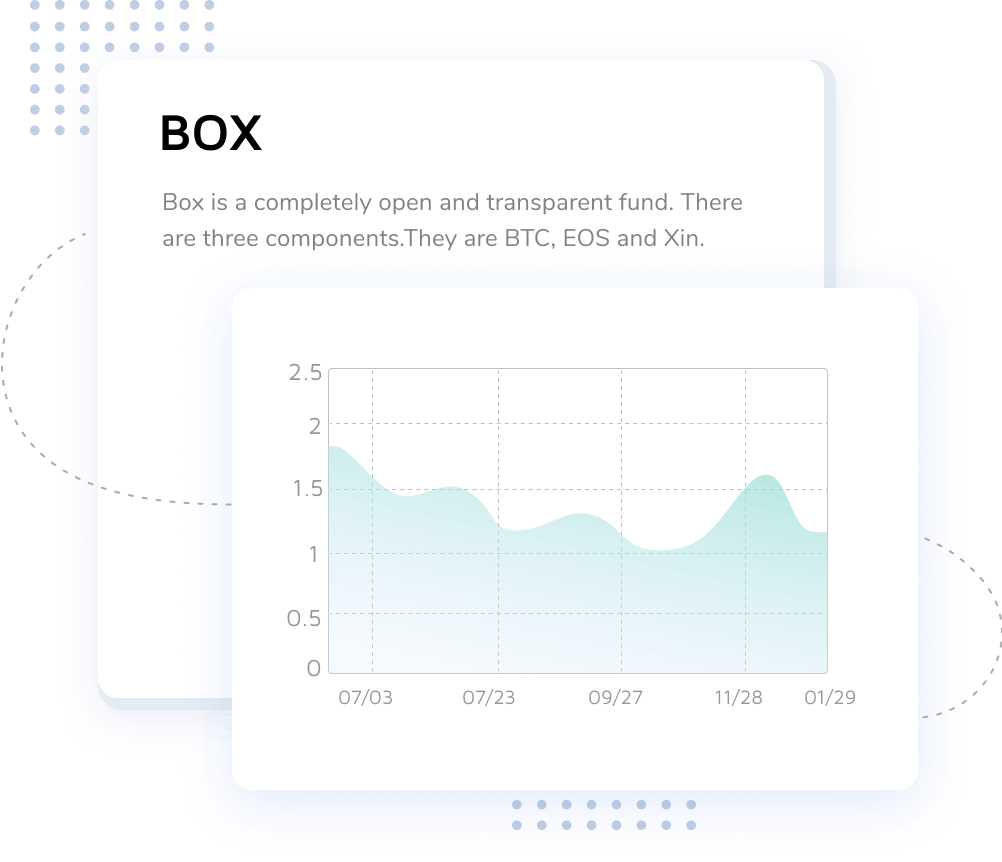 BOX
Box is a completely open and transparent fund. There
are three components.They are BTC, EOS and Xin.
2.5
2
1.5
1
0.5
0
07/03 07/23 09/27 11/28 01/29